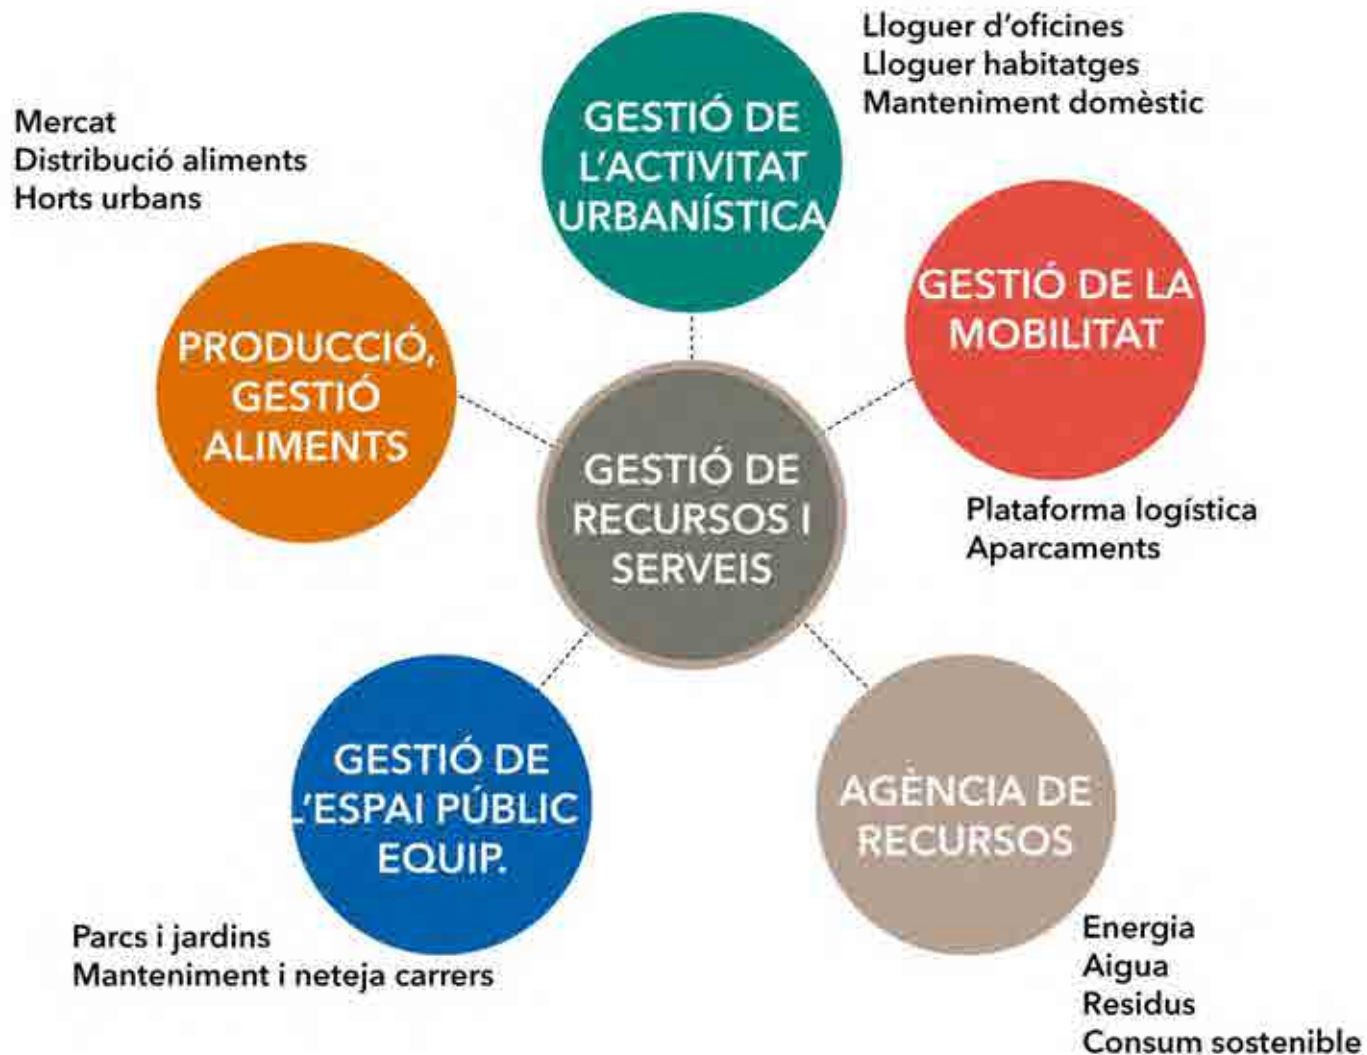 Lloguer d'oficines
Lloguer habitatges
Manteniment domèstic
GESTIÓ DE
L'ACTIVITAT
URBANÍSTICA
Mercat
Distribució aliments
Horts urbans
GESTIÓ DE LA
MOBILITAT
PRODUCCIÓ,
GESTIÓ
ALIMENTS
GESTIÓ DE
RECURSOS I
SERVEIS
Plataforma logística
Aparcaments
GESTIÓ DE
L'ESPAI PÚBLIC
EQUIP.
AGÈNCIA DE
RECURSOS
Parcs i jardins
Manteniment i neteja carrers
Energia
Aigua
Residus
Consum sostenible